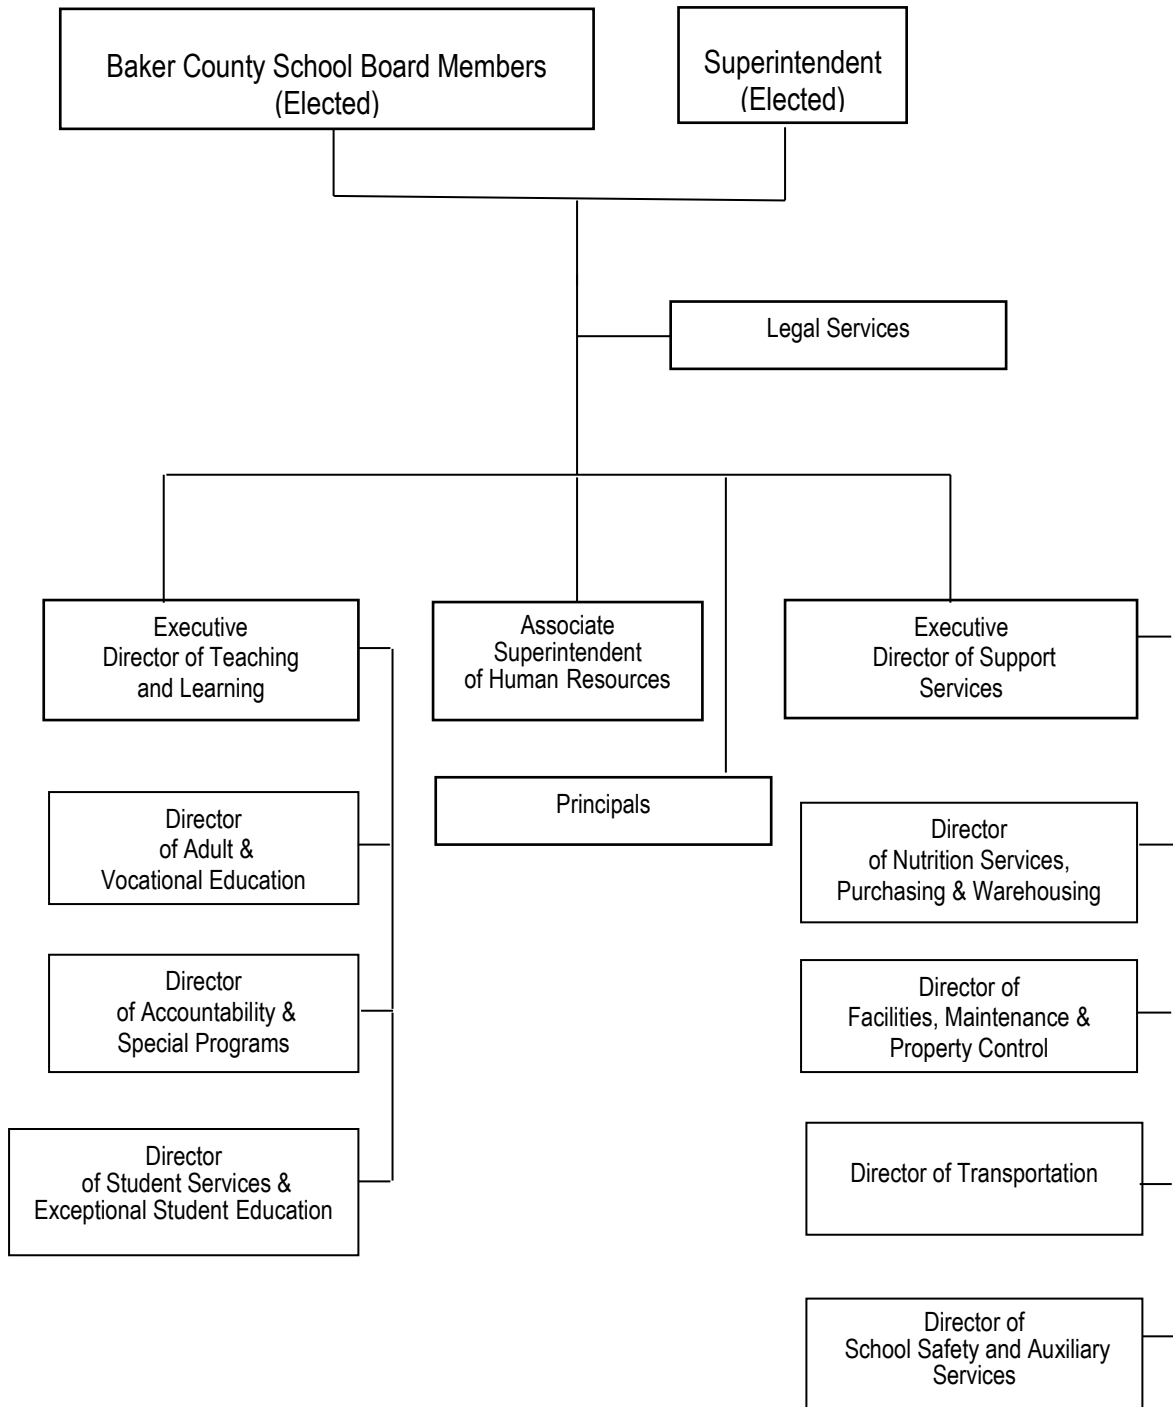 Baker County School Board Members
(Elected)
Superintendent
(Elected)
Legal Services
Executive
Director of Teaching
and Learning
Associate
Superintendent
of Human Resources
Executive
Director of Support
Services
Principals
Director
of Adult &
Vocational Education
Director
of Nutrition Services,
Purchasing & Warehousing
Director
of Accountability &
Special Programs
Director of
Facilities, Maintenance &
Property Control
Director
of Student Services &
Exceptional Student Education
Director of Transportation
Director of
School Safety and Auxiliary
Services